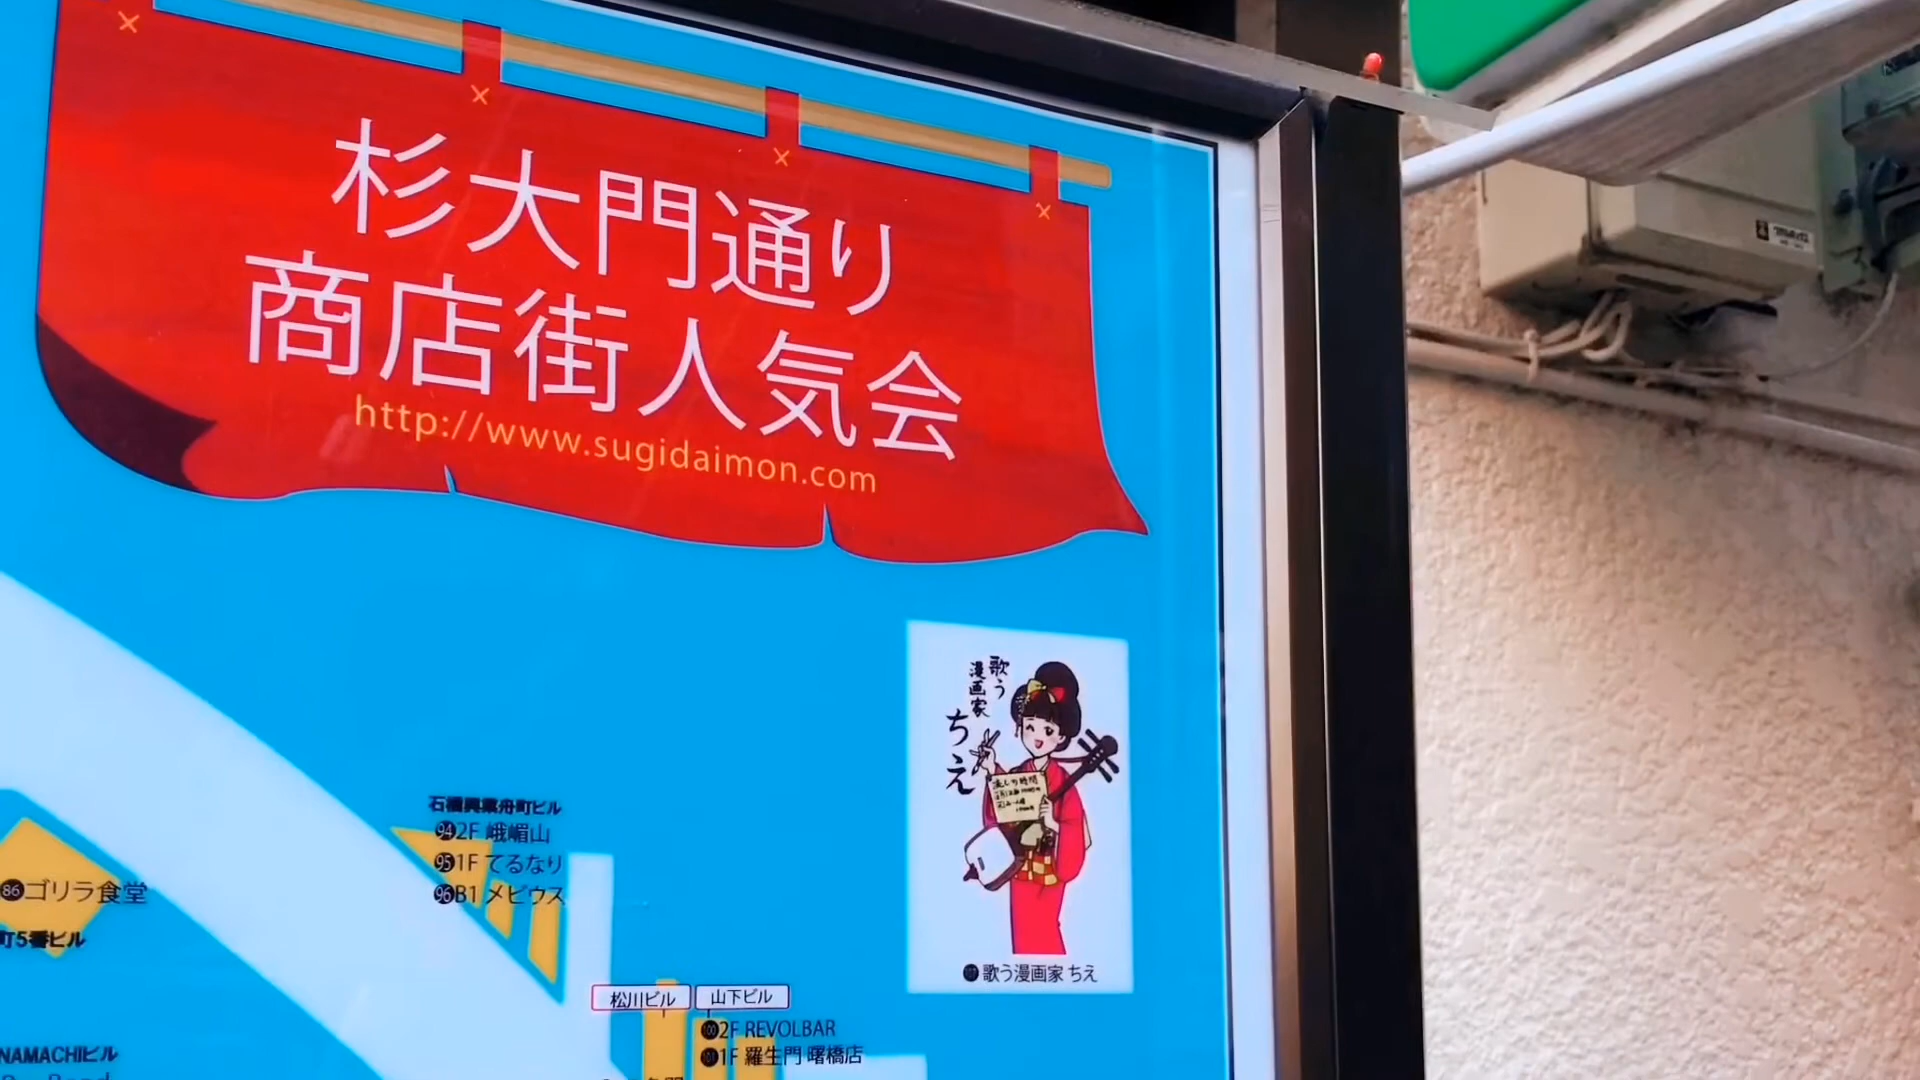 杉大門通り
商店街人気会
http://www.sugidaimon.com
歌う
漫画家
ちえ
歌う漫画家 ちえ
石橋興業舟町ビル
94 2F 峨嵋山
95 1F てるなり
96 B1 メビウス
86 ゴリラ食堂
町5番ビル
松川ビル
山下ビル
2F REVOLBAR
1F 羅生門 曙橋店
NAMACHIビル